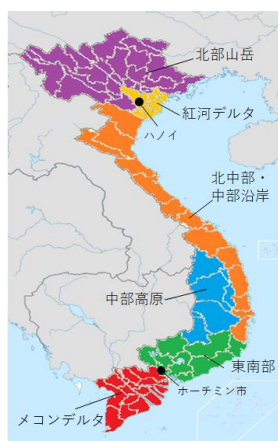 北部山岳
紅河デルタ
ハノイ
北中部・
中部沿岸
中部高原
東南部
ホーチミン市
メコンデルタ